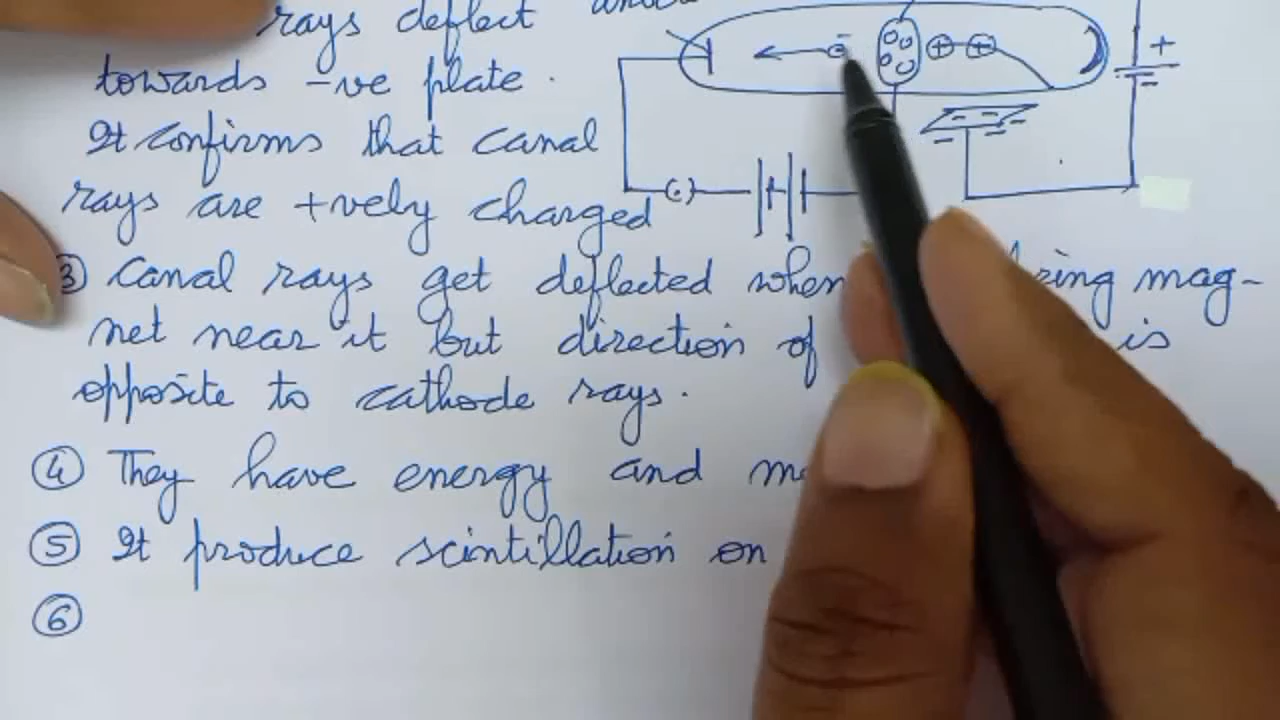 rays deflect
towards -ve plate.
It confirms that canal
rays are +vely charged
③ Canal rays get deflected when mag-
net near it but direction of is
opposite to cathode rays.
④ They have energy and
⑤ It produce scintillation on
⑥